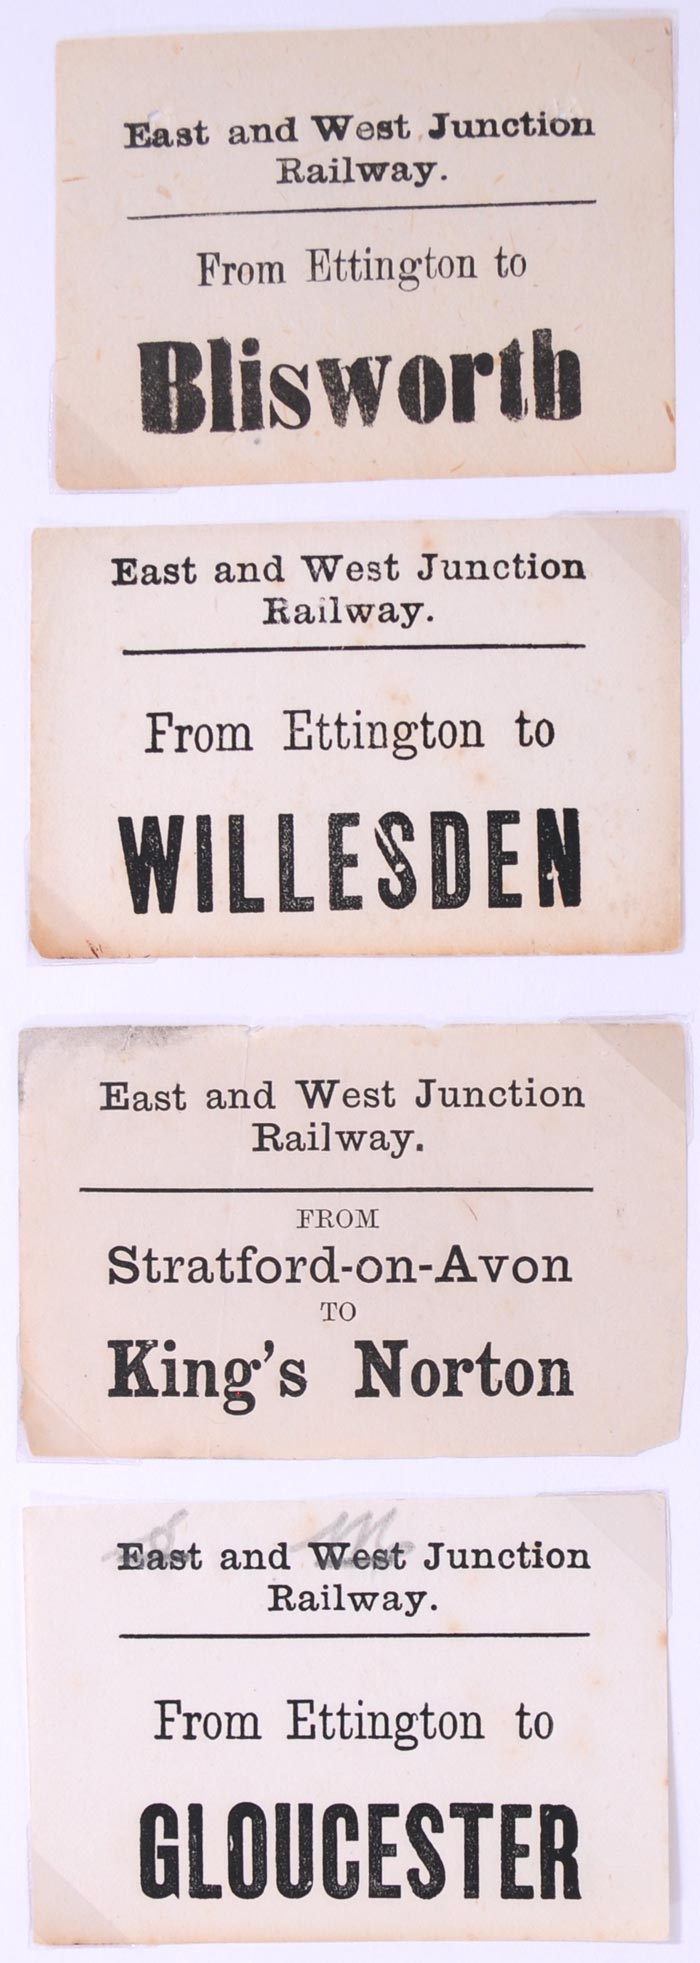 East and West Junction
Railway.
From Ettington to
Blisworth
East and West Junction
Railway.
From Ettington to
WILLESDEN
East and West Junction
Railway.
FROM
Stratford-on-Avon
TO
King's Norton
East and West Junction
Railway.
From Ettington to
GLOUCESTER